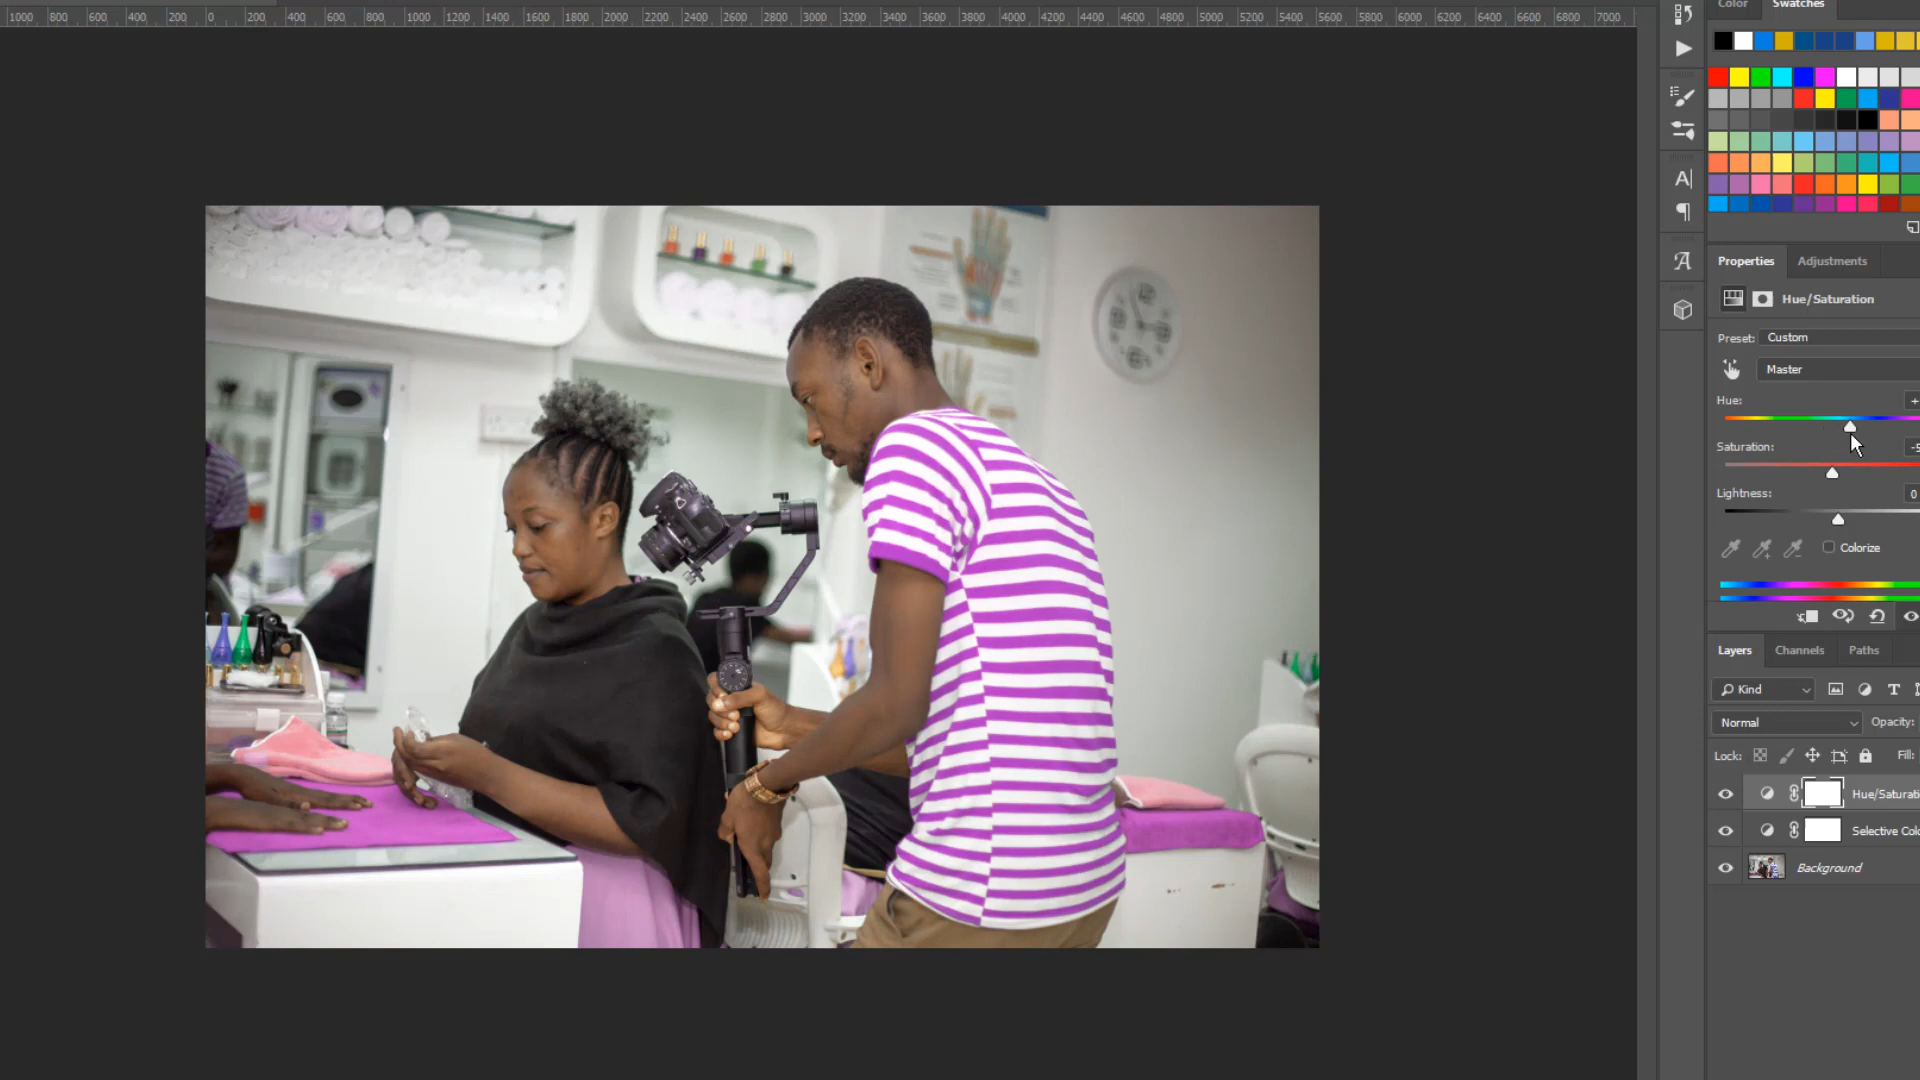 1000 800 600 400 200 0 200 400 600 800 1000 1200 1400 1600 1800 2000 2200 2400 2600 2800 3000 3200 3400 3600 3800 4000 4200 4400 4600 4800 5000 5200 5400 5600 5800 6000 6200 6400 6600 6800 7000
Color Swatches
Properties Adjustments
Hue/Saturation
Preset: Custom
Master
Hue: +
Saturation: -5
Lightness: 0
Colorize
Layers Channels Paths
Kind
Normal Opacity:
Lock: Fill:
Hue/Saturati
Selective Colo
Background